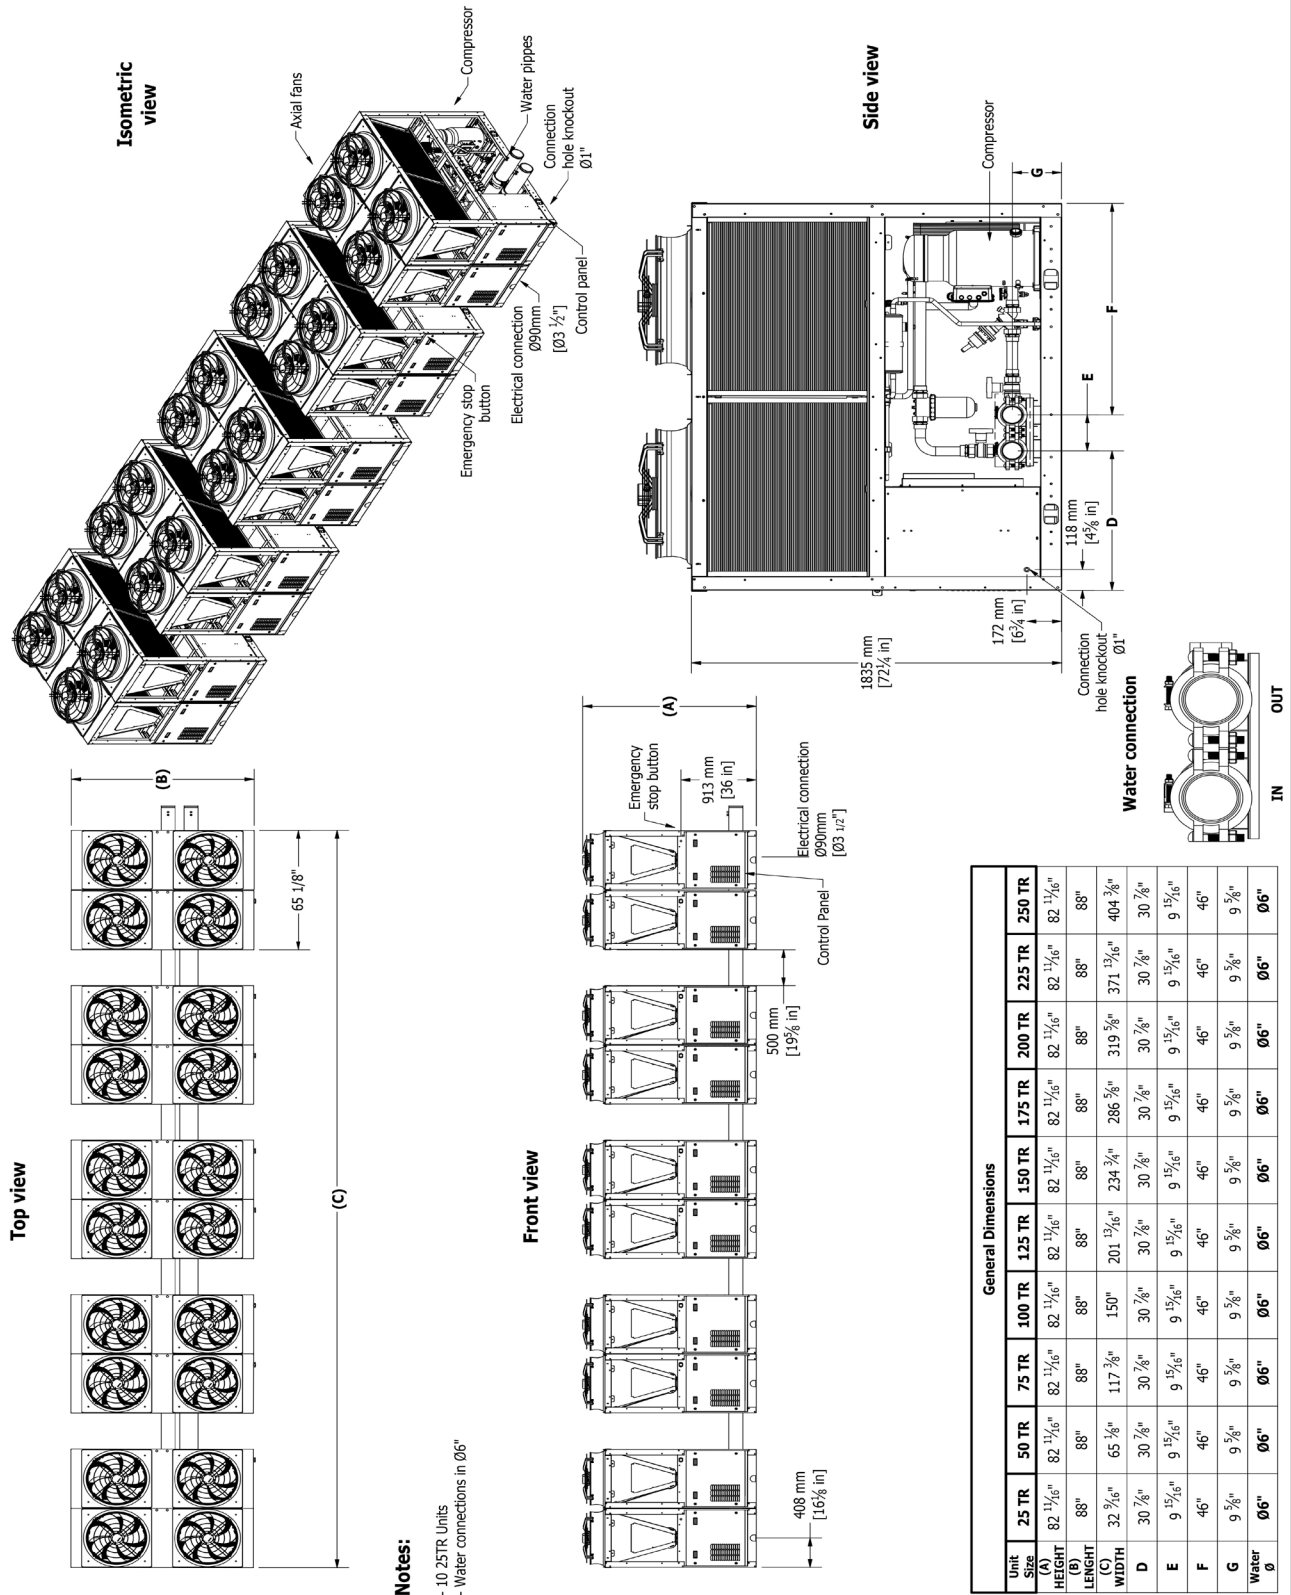 Top view
(B)
65 1/8"
(C)
Isometric
view
Axial fans
Compressor
Water pippes
Connection
hole knockout
Ø1"
Control panel
Electrical connection
Ø90mm
[Ø3 ½"]
Emergency stop
button
Notes:
- 10 25TR Units
- Water connections in Ø6"
Front view
(A)
Emergency
stop button
913 mm
[36 in]
Electrical connection
Ø90mm
[Ø3 1/2"]
Control Panel
500 mm
[19⅝ in]
408 mm
[16⅛ in]
Side view
Compressor
G
F
E
D
118 mm
[4⅝ in]
172 mm
[6¾ in]
1835 mm
[72¼ in]
Connection
hole knockout
Ø1"
Water connection
IN OUT
General Dimensions
Unit
Size 25 TR 50 TR 75 TR 100 TR 125 TR 150 TR 175 TR 200 TR 225 TR 250 TR
(A)
HEIGHT 82 11/16" 82 11/16" 82 11/16" 82 11/16" 82 11/16" 82 11/16" 82 11/16" 82 11/16" 82 11/16" 82 11/16"
(B)
LENGHT 88" 88" 88" 88" 88" 88" 88" 88" 88" 88"
(C)
WIDTH 32 9/16" 65 ⅛" 117 ⅜" 150" 201 13/16" 234 ¾" 286 ⅝" 319 ⅝" 371 13/16" 404 ⅜"
D 30 ⅞" 30 ⅞" 30 ⅞" 30 ⅞" 30 ⅞" 30 ⅞" 30 ⅞" 30 ⅞" 30 ⅞" 30 ⅞"
E 9 15/16" 9 15/16" 9 15/16" 9 15/16" 9 15/16" 9 15/16" 9 15/16" 9 15/16" 9 15/16" 9 15/16"
F 46" 46" 46" 46" 46" 46" 46" 46" 46" 46"
G 9 ⅝" 9 ⅝" 9 ⅝" 9 ⅝" 9 ⅝" 9 ⅝" 9 ⅝" 9 ⅝" 9 ⅝" 9 ⅝"
Water
Ø Ø6" Ø6" Ø6" Ø6" Ø6" Ø6" Ø6" Ø6" Ø6" Ø6"